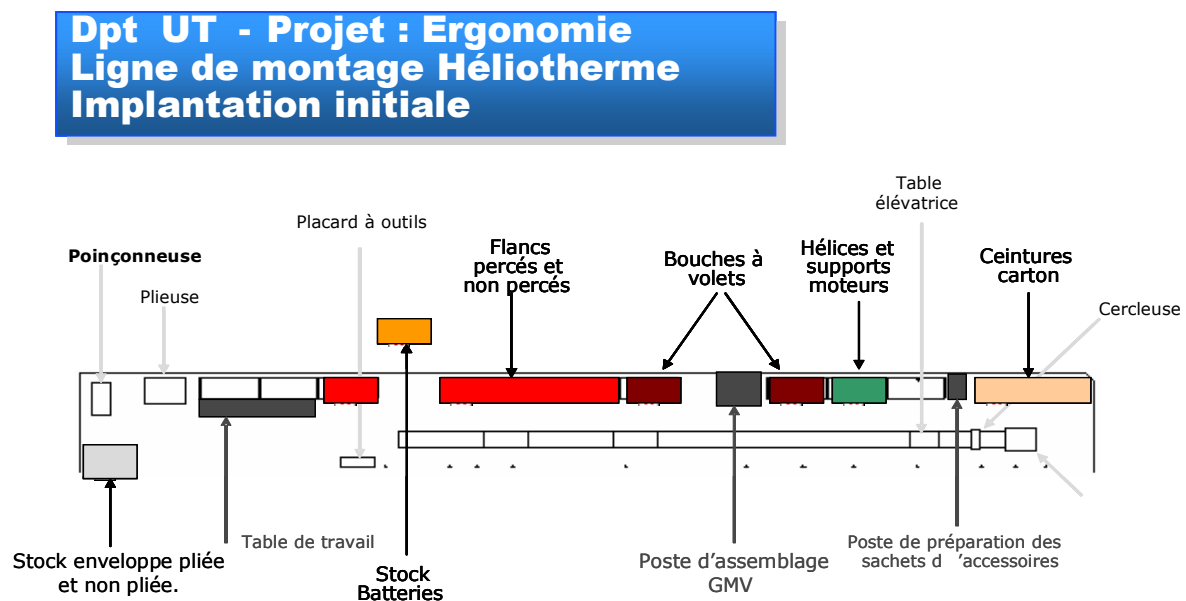 Dpt UT - Projet : Ergonomie
Ligne de montage Héliotherme
Implantation initiale
Table
élévatrice
Placard à outils
Poinçonneuse
Flancs
percés et
non percés
Bouches à
volets
Hélices et
supports
moteurs
Ceintures
carton
Plieuse
Cercleuse
Table de travail
Stock enveloppe pliée
et non pliée.
Stock
Batteries
Poste d’assemblage
GMV
Poste de préparation des
sachets d ’accessoires